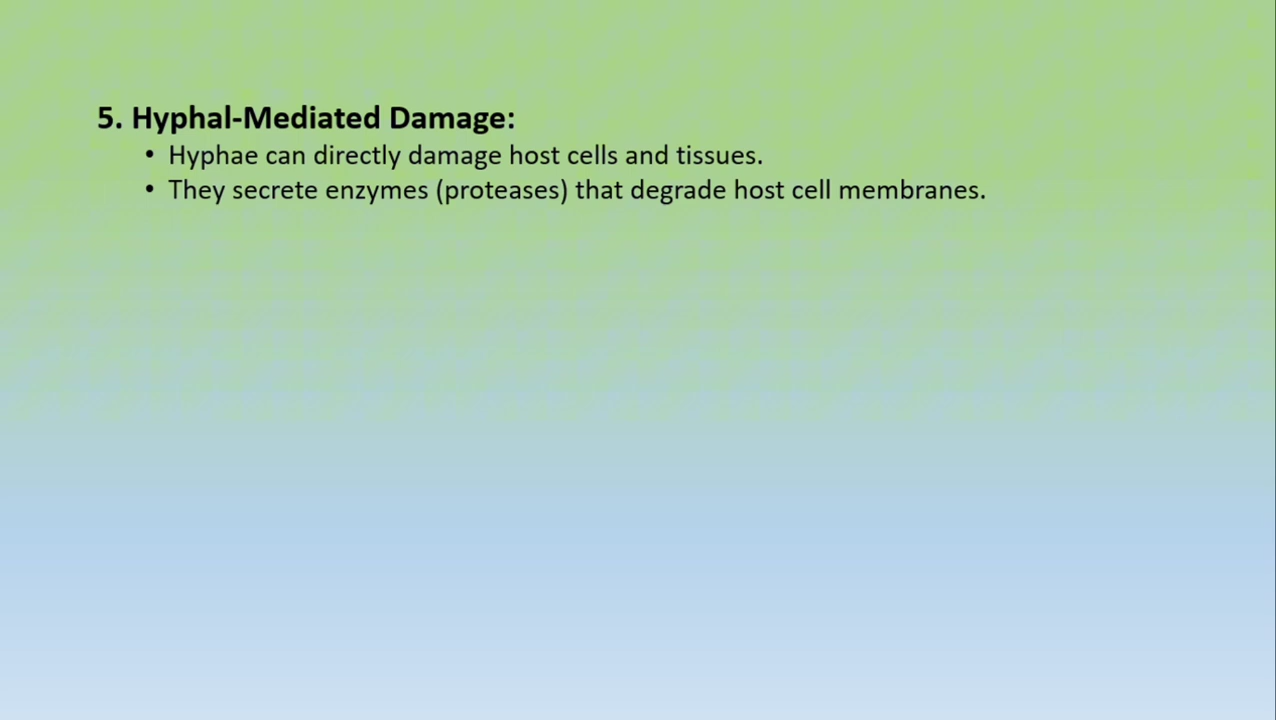 5. Hyphal-Mediated Damage:
• Hyphae can directly damage host cells and tissues.
• They secrete enzymes (proteases) that degrade host cell membranes.